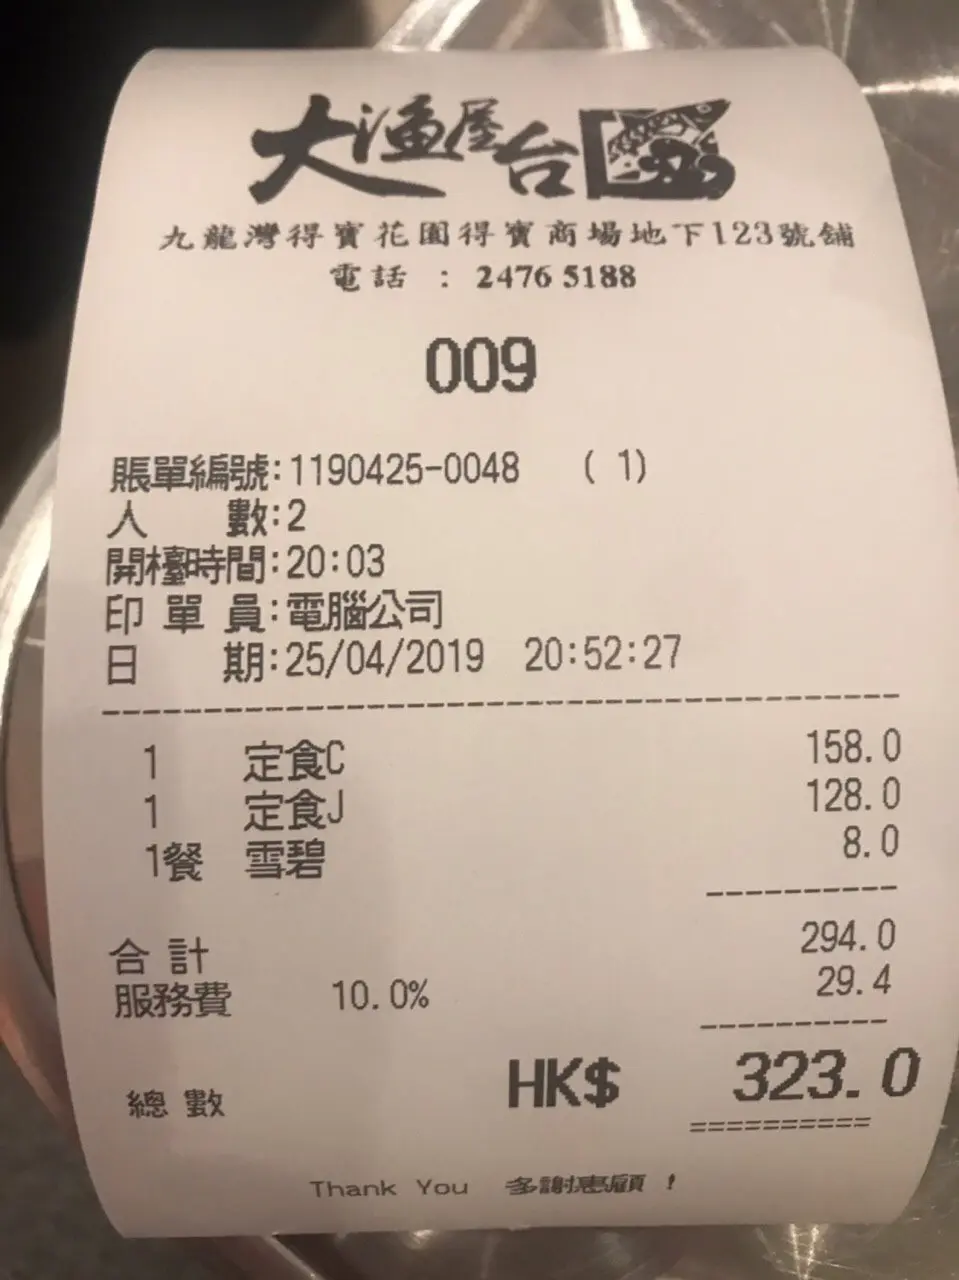 大漁屋台
九龍灣得寶花園得寶商場地下123號舖
電話 : 2476 5188
009
賬單編號:1190425-0048 ( 1)
人 數:2
開檯時間:20:03
印 單 員:電腦公司
日 期:25/04/2019 20:52:27
1 定食C 158.0
1 定食J 128.0
1餐 雪碧 8.0
合 計 294.0
服務費 10.0% 29.4
總 數 HK$ 323.0
Thank You 多謝惠顧 !